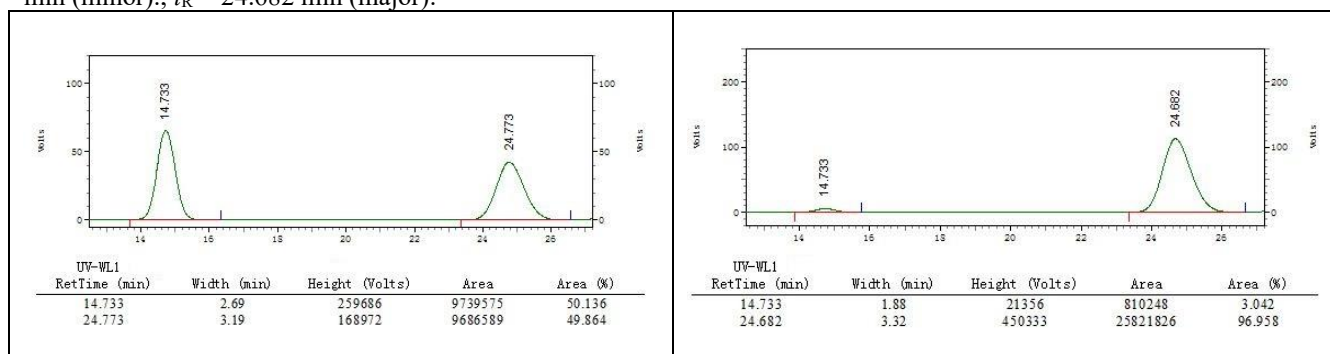 (minor)., tR 24.682 min (major).
100 100
14.733
24.773
Volts Volts
50 50
0 0
14 16 18 20 22 24 26
UV-WL1
RetTime (min) Width (min) Height (Volts) Area Area (%)
14.733 2.69 259686 9739575 50.136
24.773 3.19 168972 9686589 49.864
200 200
24.682
Volts Volts
100 100
14.733
0 0
14 16 18 20 22 24 26
UV-WL1
RetTime (min) Width (min) Height (Volts) Area Area (%)
14.733 1.88 21356 810248 3.042
24.682 3.32 450333 25821826 96.958